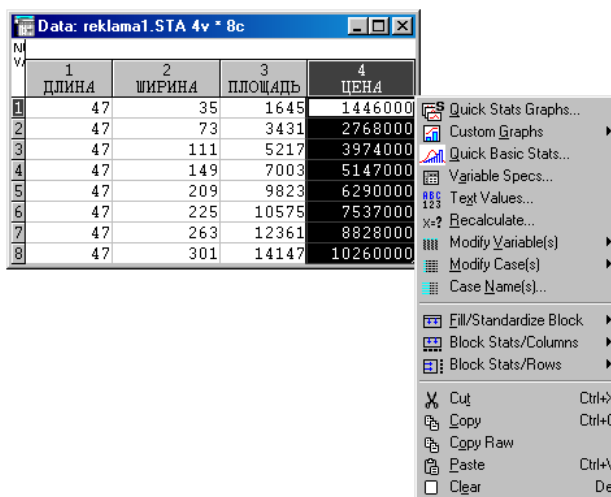 Data: reklama1.STA 4v * 8c
1 2 3 4
ДЛИНА ШИРИНА ПЛОЩАДЬ ЦЕНА
1 47 35 1645 1446000
2 47 73 3431 2768000
3 47 111 5217 3974000
4 47 149 7003 5147000
5 47 209 9823 6290000
6 47 225 10575 7537000
7 47 263 12361 8828000
8 47 301 14147 10260000
Quick Stats Graphs...
Custom Graphs
Quick Basic Stats...
Variable Specs...
Text Values...
Recalculate...
Modify Variable(s)
Modify Case(s)
Case Name(s)...
Fill/Standardize Block
Block Stats/Columns
Block Stats/Rows
Cut Ctrl+X
Copy Ctrl+C
Copy Raw
Paste Ctrl+V
Clear De